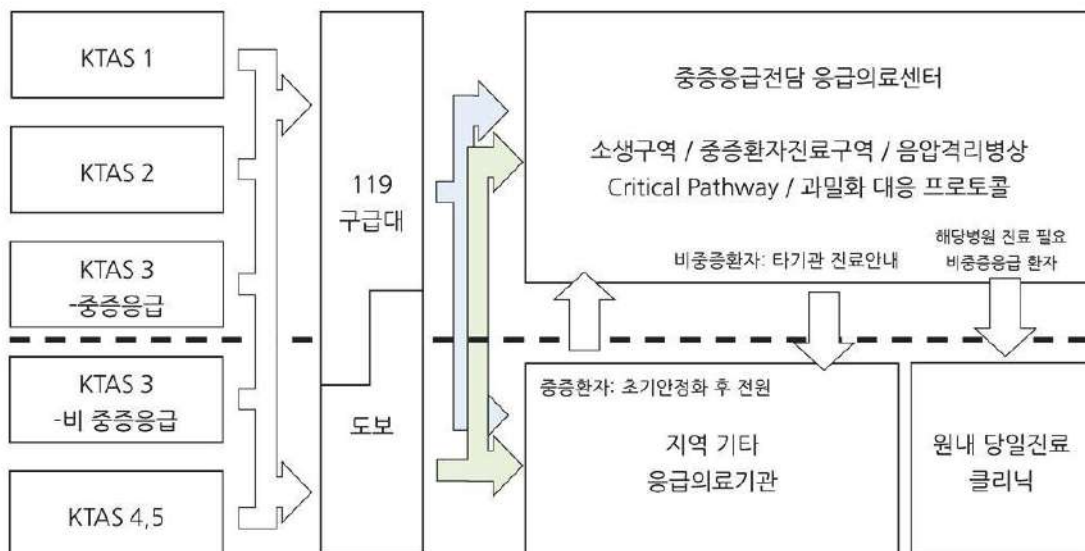 KTAS 1
KTAS 2
KTAS 3
-중증응급
KTAS 3
-비 중증응급
KTAS 4,5
119
구급대
도보
중증응급전담 응급의료센터
소생구역 / 중증환자진료구역 / 음압격리병상
Critical Pathway / 과밀화 대응 프로토콜
비중증환자: 타기관 진료안내
해당병원 진료 필요
비중증응급 환자
중증환자: 초기안정화 후 전원
지역 기타
응급의료기관
원내 당일진료
클리닉